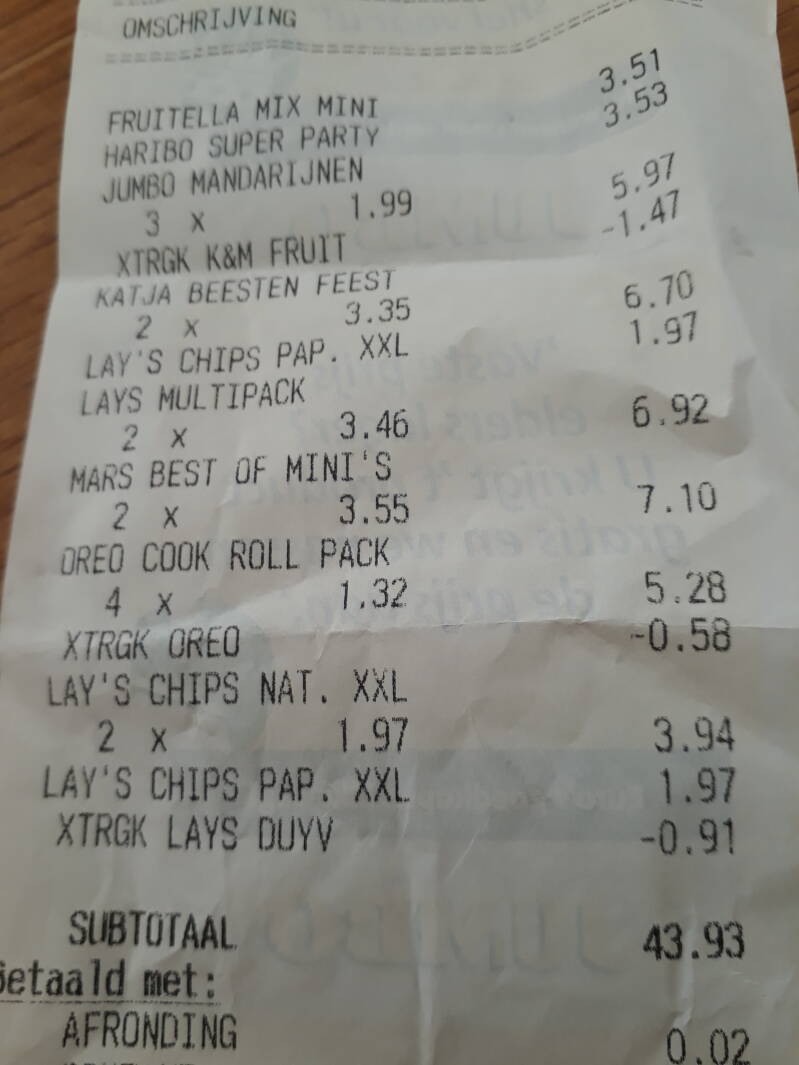 OMSCHRIJVING
FRUITELLA MIX MINI 3.51
HARIBO SUPER PARTY 3.53
JUMBO MANDARIJNEN
3 x 1.99 5.97
XTRGK K&M FRUIT -1.47
KATJA BEESTEN FEEST
2 x 3.35 6.70
LAY'S CHIPS PAP. XXL 1.97
LAYS MULTIPACK
2 x 3.46 6.92
MARS BEST OF MINI'S
2 x 3.55 7.10
OREO COOK ROLL PACK
4 x 1.32 5.28
XTRGK OREO -0.58
LAY'S CHIPS NAT. XXL
2 x 1.97 3.94
LAY'S CHIPS PAP. XXL 1.97
XTRGK LAYS DUYV -0.91
SUBTOTAAL 43.93
Betaald met:
AFRONDING 0.02